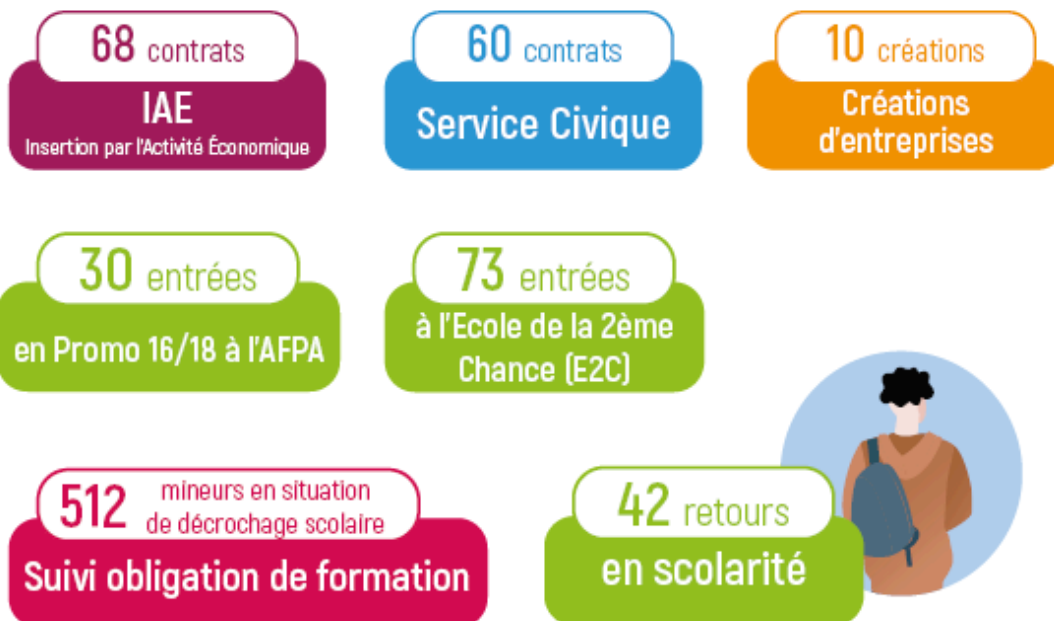 68 contrats
IAE
Insertion par l'Activité Économique
60 contrats
Service Civique
10 créations
Créations
d'entreprises
30 entrées
en Promo 16/18 à l'AFPA
73 entrées
à l'Ecole de la 2ème
Chance (E2C)
512 mineurs en situation
de décrochage scolaire
Suivi obligation de formation
42 retours
en scolarité